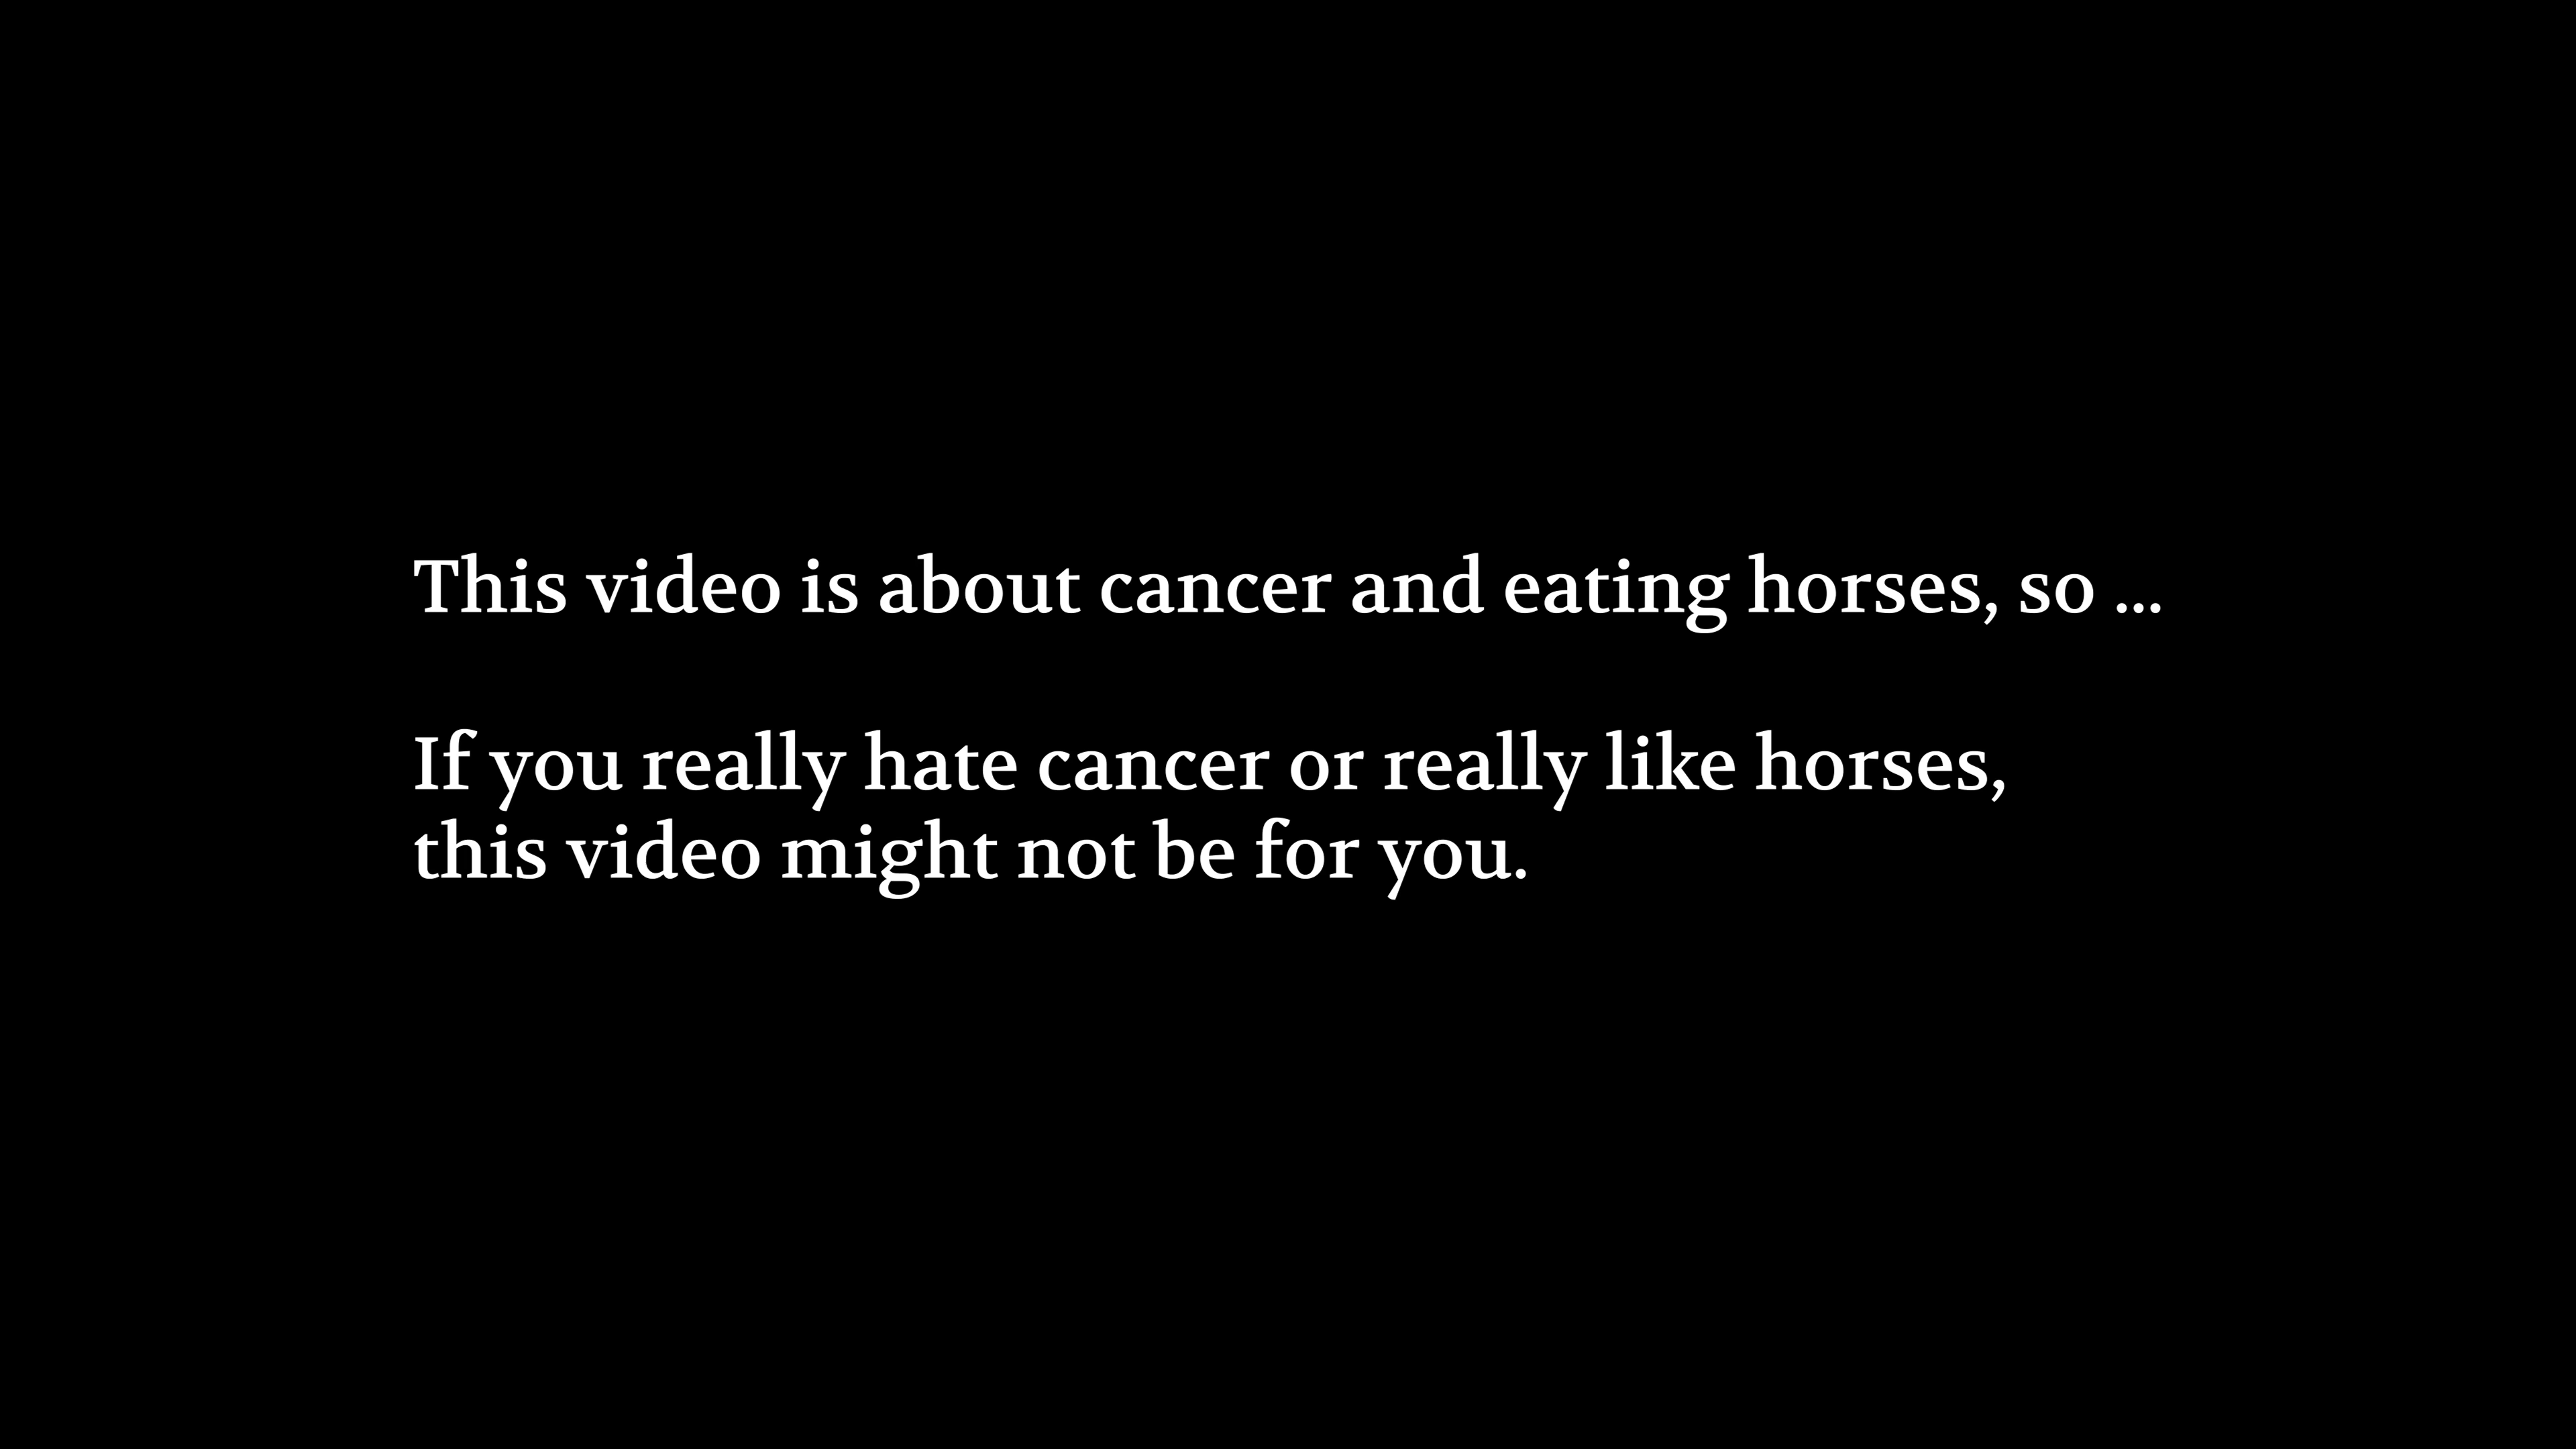 This video is about cancer and eating horses, so ...
If you really hate cancer or really like horses,
this video might not be for you.